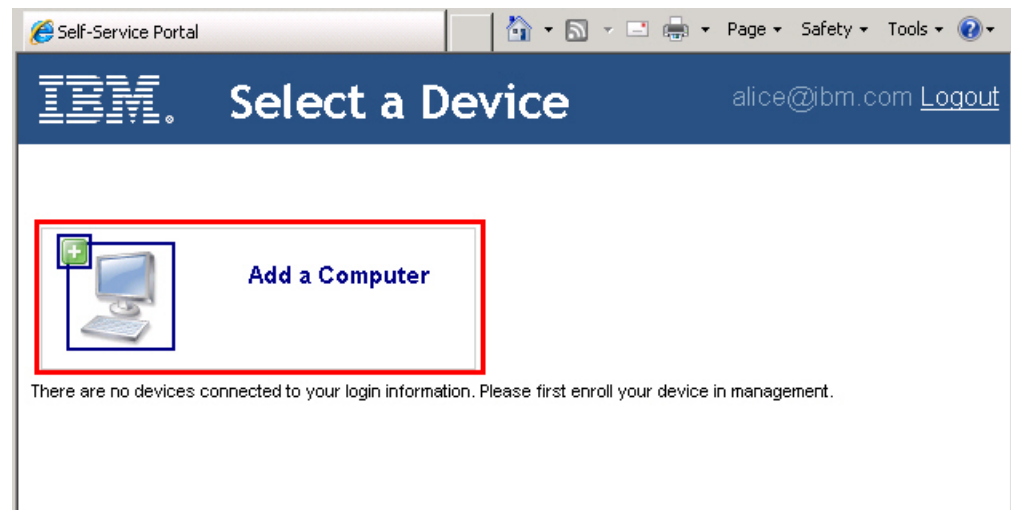 Self-Service Portal
Page Safety Tools
IBM. Select a Device alice@ibm.com Logout
Add a Computer
There are no devices connected to your login information. Please first enroll your device in management.